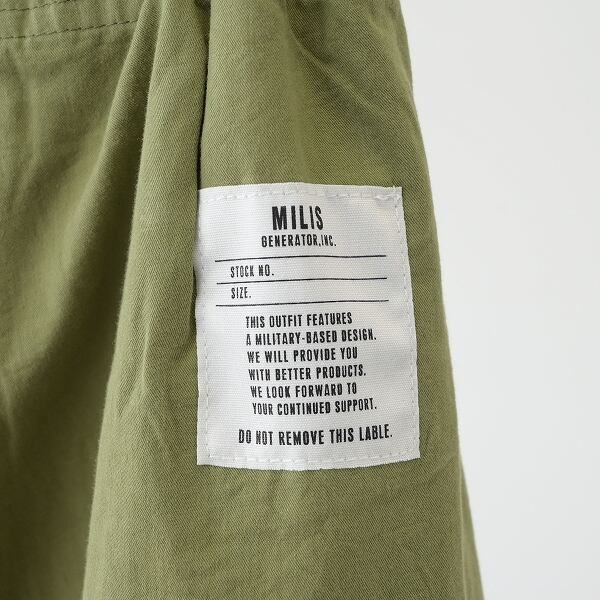 MILIS
GENERATOR,INC.
STOCK NO.
SIZE.
THIS OUTFIT FEATURES
A MILITARY-BASED DESIGN.
WE WILL PROVIDE YOU
WITH BETTER PRODUCTS.
WE LOOK FORWARD TO
YOUR CONTINUED SUPPORT.
DO NOT REMOVE THIS LABLE.